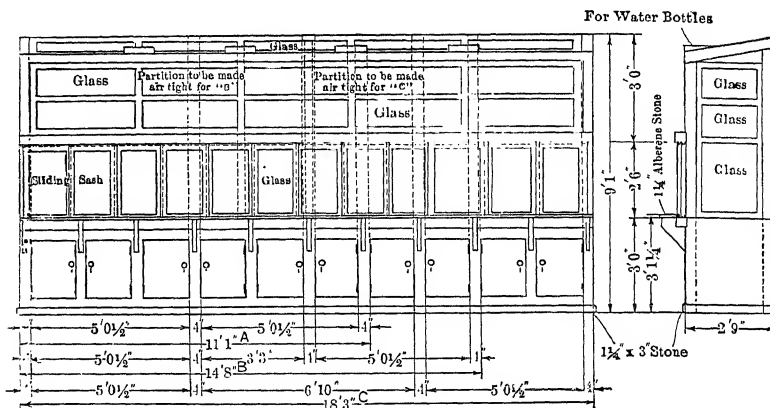 For Water Bottles
Glass
Glass
Partition to be made
air tight for "B"
Partition to be made
air tight for "C"
Glass
Sliding Sash
Glass
9'1"
3'0"
2'6"
3'0"
3'1¼"
1¼" Alberene Stone
Glass
Glass
Glass
2'9"
1¼" x 3" Stone
5'0½" 4" 5'0½" 4"
11'1" A
4" 5'0½" 4" 3'3" 4" 5'0½" 4"
14'8" B
5'0½" 4" 6'10" 4" 5'0½"
18'3" C